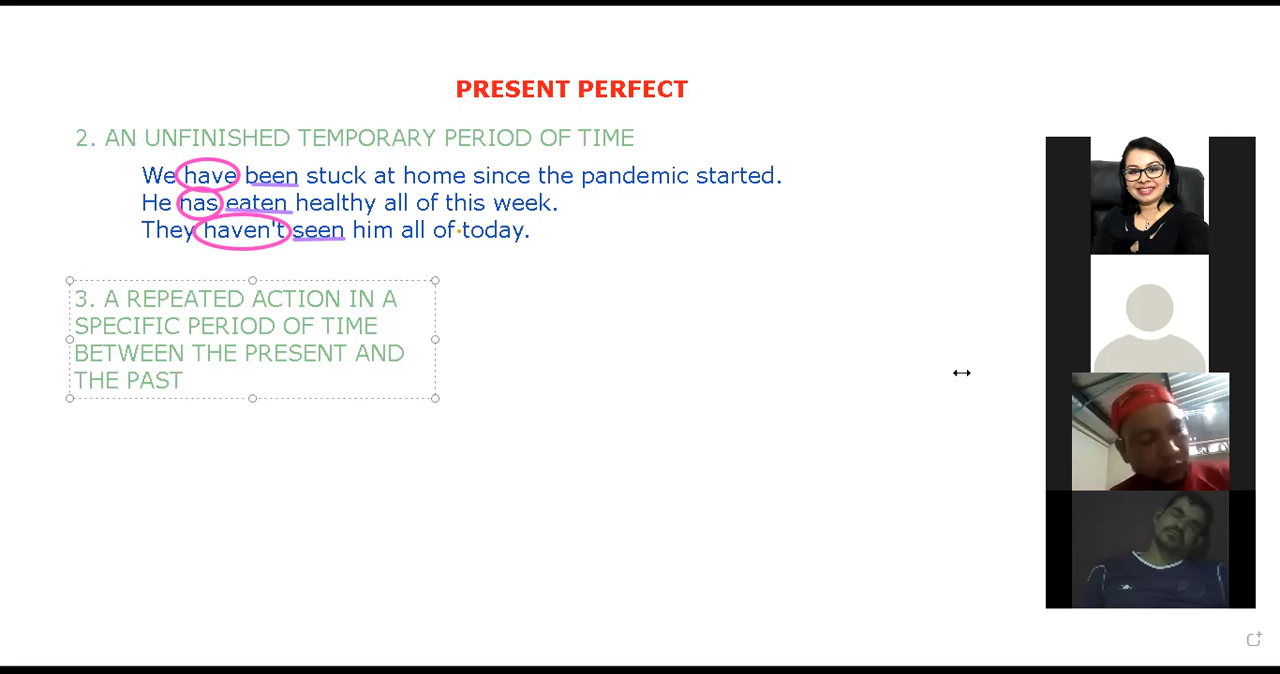 PRESENT PERFECT
2. AN UNFINISHED TEMPORARY PERIOD OF TIME
We have been stuck at home since the pandemic started.
He has eaten healthy all of this week.
They haven't seen him all of today.
3. A REPEATED ACTION IN A
SPECIFIC PERIOD OF TIME
BETWEEN THE PRESENT AND
THE PAST